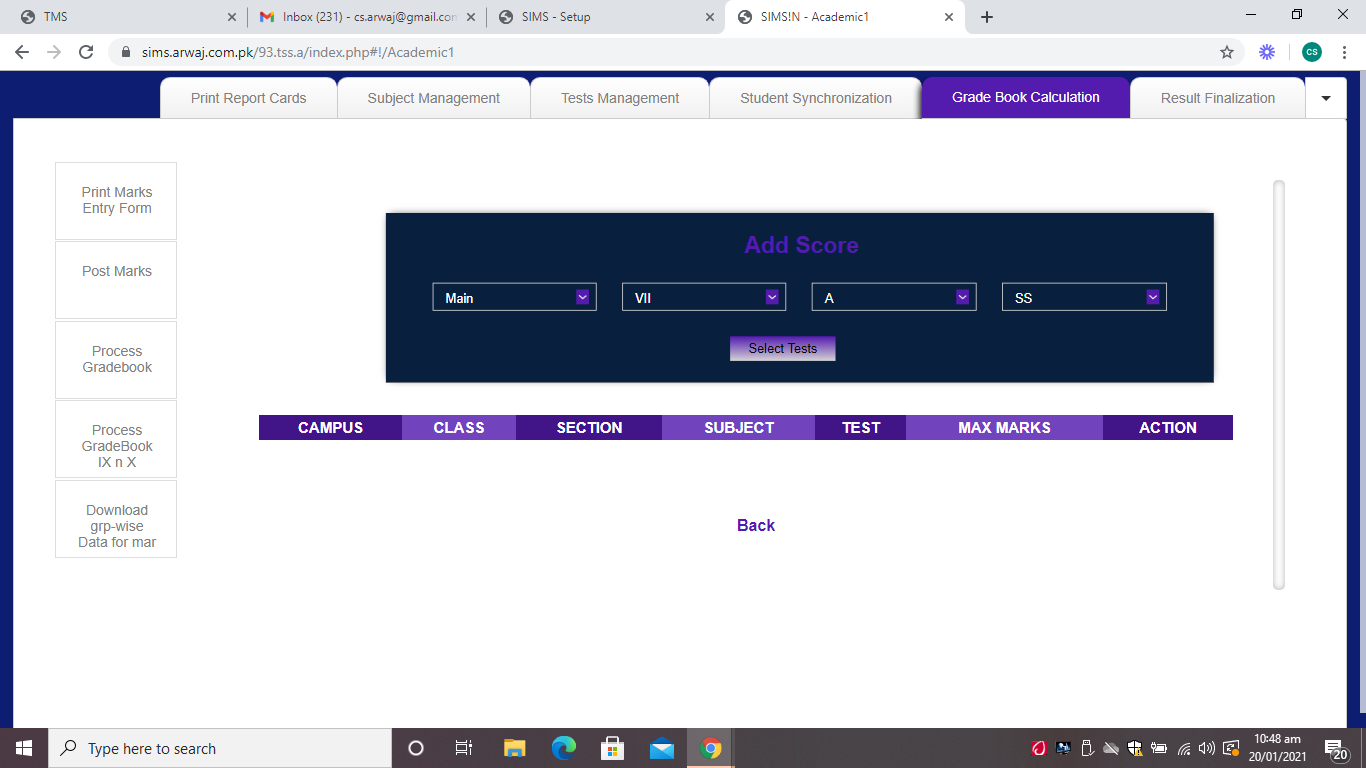 TMS
Inbox (231) - cs.arwaj@gmail.con
SIMS - Setup
SIMS!N - Academic1
sims.arwaj.com.pk/93.tss.a/index.php#!/Academic1
CS
Print Report Cards
Subject Management
Tests Management
Student Synchronization
Grade Book Calculation
Result Finalization
Print Marks
Entry Form
Post Marks
Process
Gradebook
Process
GradeBook
IX n X
Download
grp-wise
Data for mar
Add Score
Main
VII
A
SS
Select Tests
CAMPUS CLASS SECTION SUBJECT TEST MAX MARKS ACTION
Back
Type here to search
10:48 am
20/01/2021
20